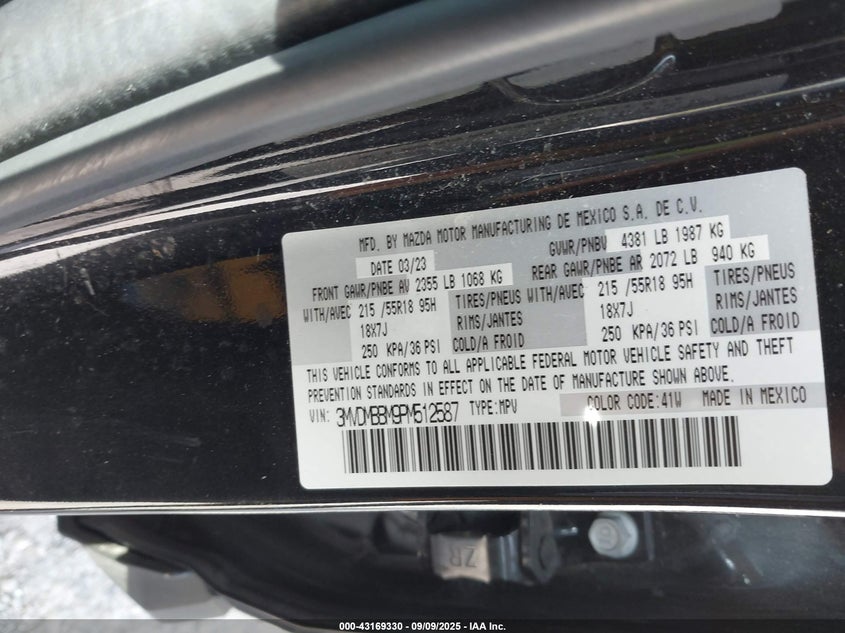 MFD. BY MAZDA MOTOR MANUFACTURING DE MEXICO S.A. DE C.V.
DATE 03/23 GVWR/PNBV 4381 LB 1987 KG
FRONT GAWR/PNBE AV 2355 LB 1068 KG REAR GAWR/PNBE AR 2072 LB 940 KG
WITH/AVEC 215 /55R18 95H TIRES/PNEUS WITH/AVEC 215 /55R18 95H TIRES/PNEUS
18X7J RIMS/JANTES 18X7J RIMS/JANTES
250 KPA/36 PSI COLD/A FROID 250 KPA/36 PSI COLD/A FROID
THIS VEHICLE CONFORMS TO ALL APPLICABLE FEDERAL MOTOR VEHICLE SAFETY AND THEFT
PREVENTION STANDARDS IN EFFECT ON THE DATE OF MANUFACTURE SHOWN ABOVE.
VIN: 3MVDMBBM9PM512587 TYPE:MPV COLOR CODE:41W MADE IN MEXICO
ZR
000-43169330 - 09/09/2025 - IAA Inc.